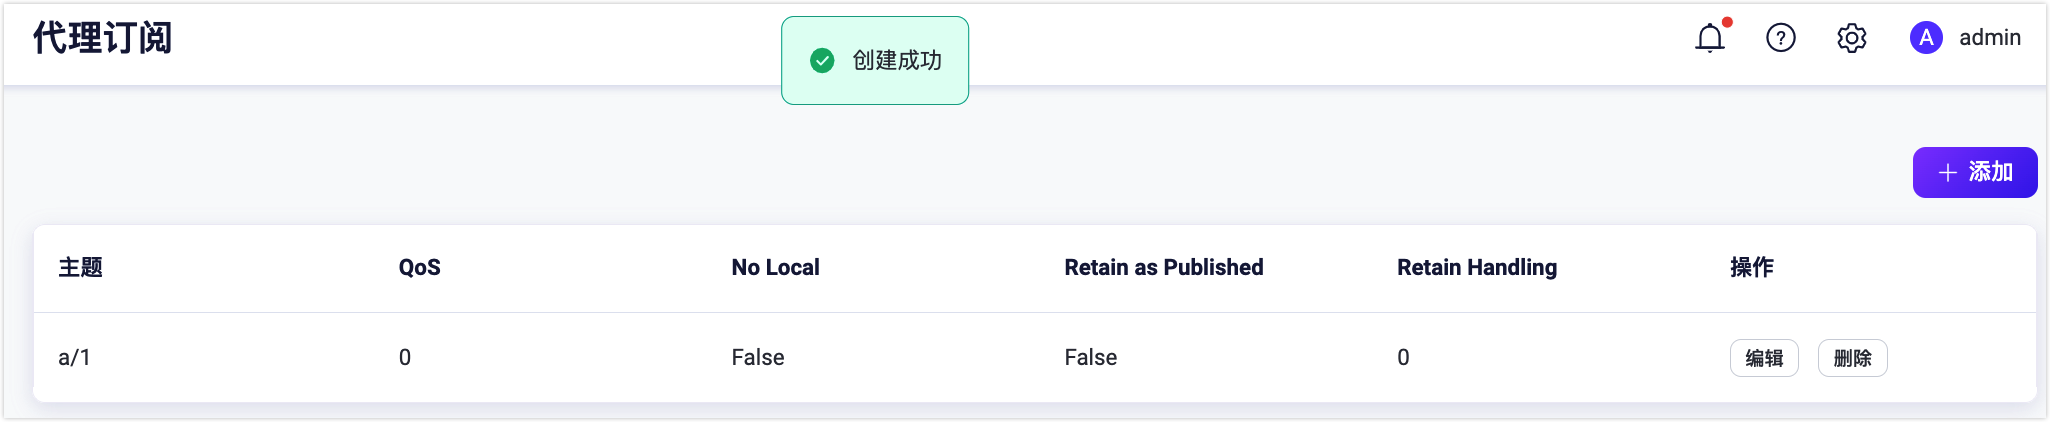 代理订阅
创建成功
A admin
添加
主题 QoS No Local Retain as Published Retain Handling 操作
a/1 0 False False 0 编辑 删除